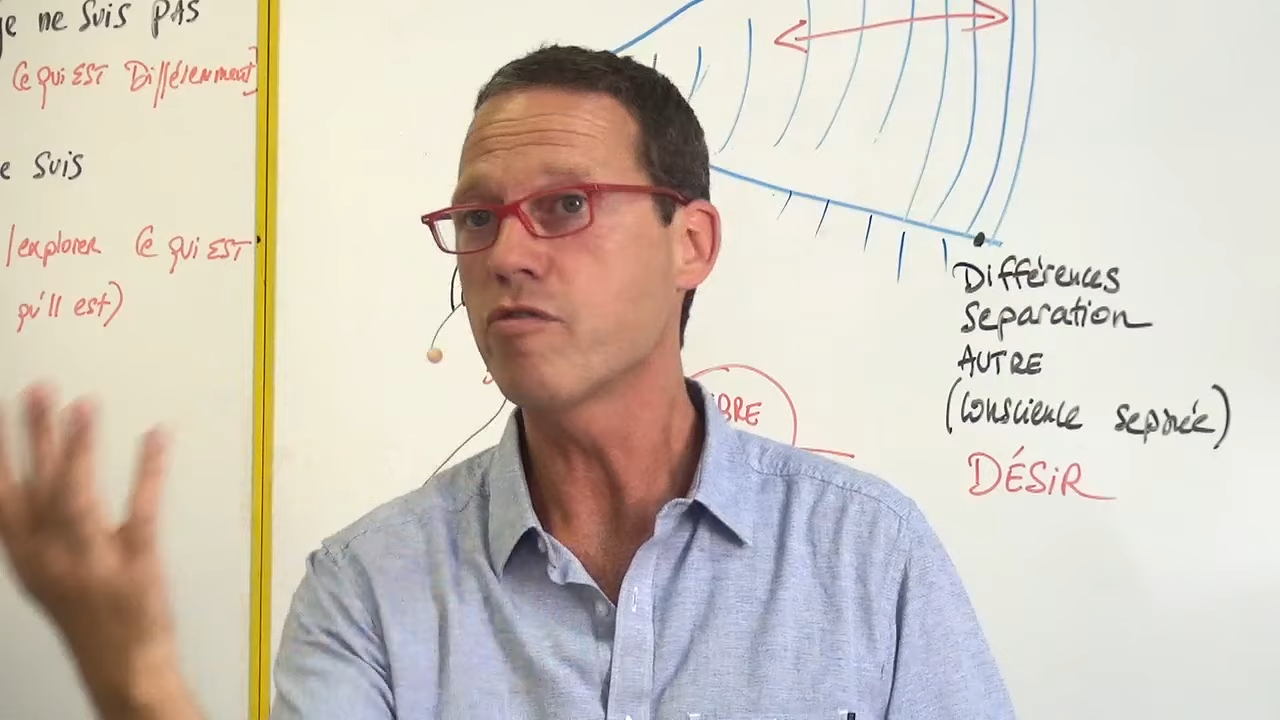 je ne suis PAS
Ce qui EST Différemment]
e suis
/explorer Ce qui EST
qu'il est)
Différences
Separation
AUTRE
(Conscience separée)
DÉSIR
IBRE